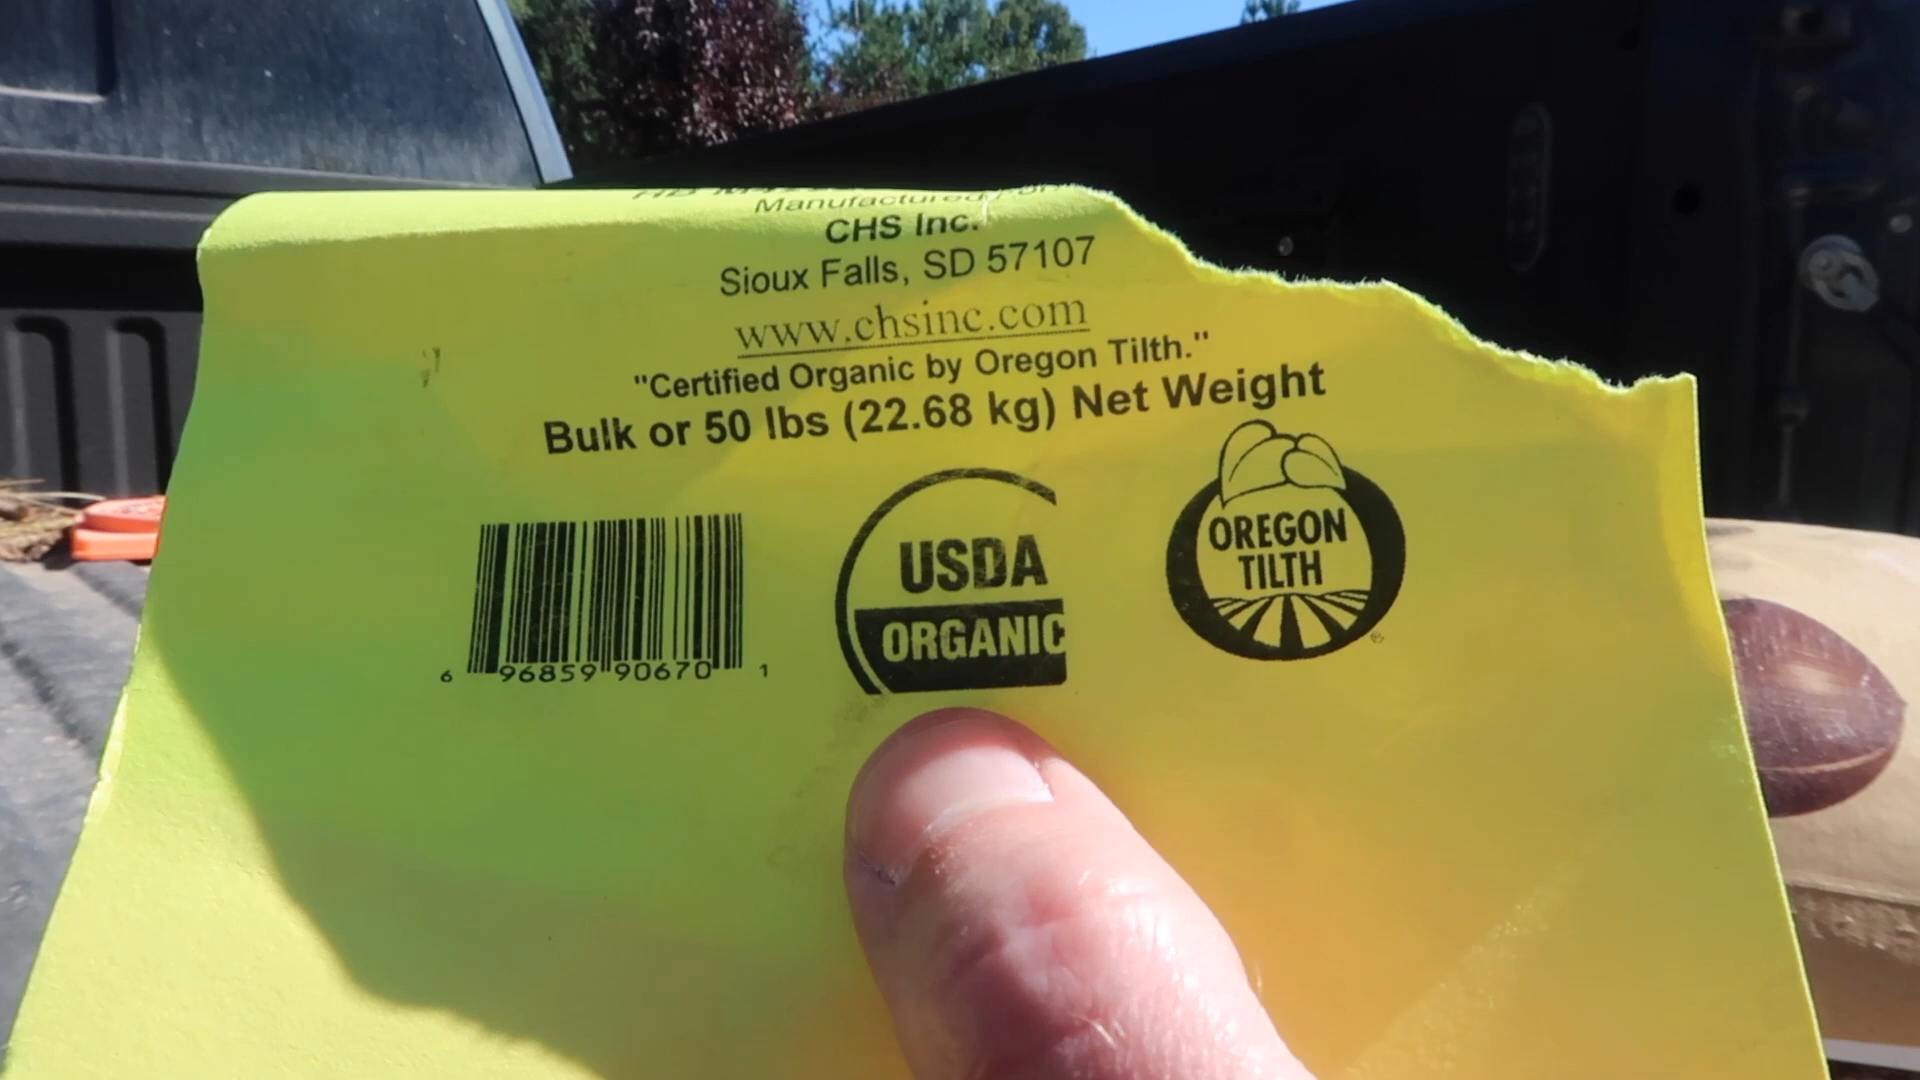 Manufactured
CHS Inc.
Sioux Falls, SD 57107
www.chsinc.com
"Certified Organic by Oregon Tilth."
Bulk or 50 lbs (22.68 kg) Net Weight
6 96859 90670 1
USDA
ORGANIC
OREGON
TILTH
®